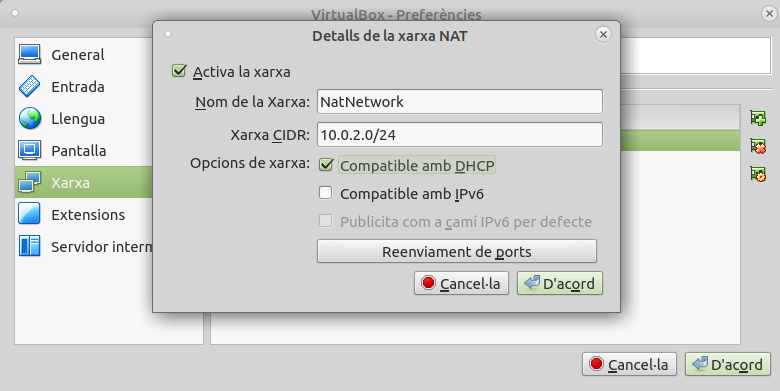 VirtualBox - Preferències
Detalls de la xarxa NAT
General
Entrada
Llengua
Pantalla
Xarxa
Extensions
Servidor interm
Activa la xarxa
Nom de la Xarxa: NatNetwork
Xarxa CIDR: 10.0.2.0/24
Opcions de xarxa: Compatible amb DHCP
Compatible amb IPv6
Publicita com a camí IPv6 per defecte
Reenviament de ports
Cancel·la D'acord
Cancel·la D'acord